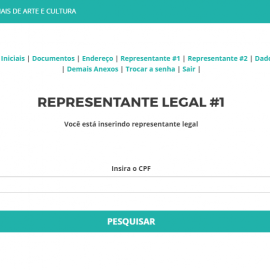 IAIS DE ARTE E CULTURA
Iniciais | Documentos | Endereço | Representante #1 | Representante #2 | Dad
| Demais Anexos | Trocar a senha | Sair |
REPRESENTANTE LEGAL #1
Você está inserindo representante legal
Insira o CPF
PESQUISAR